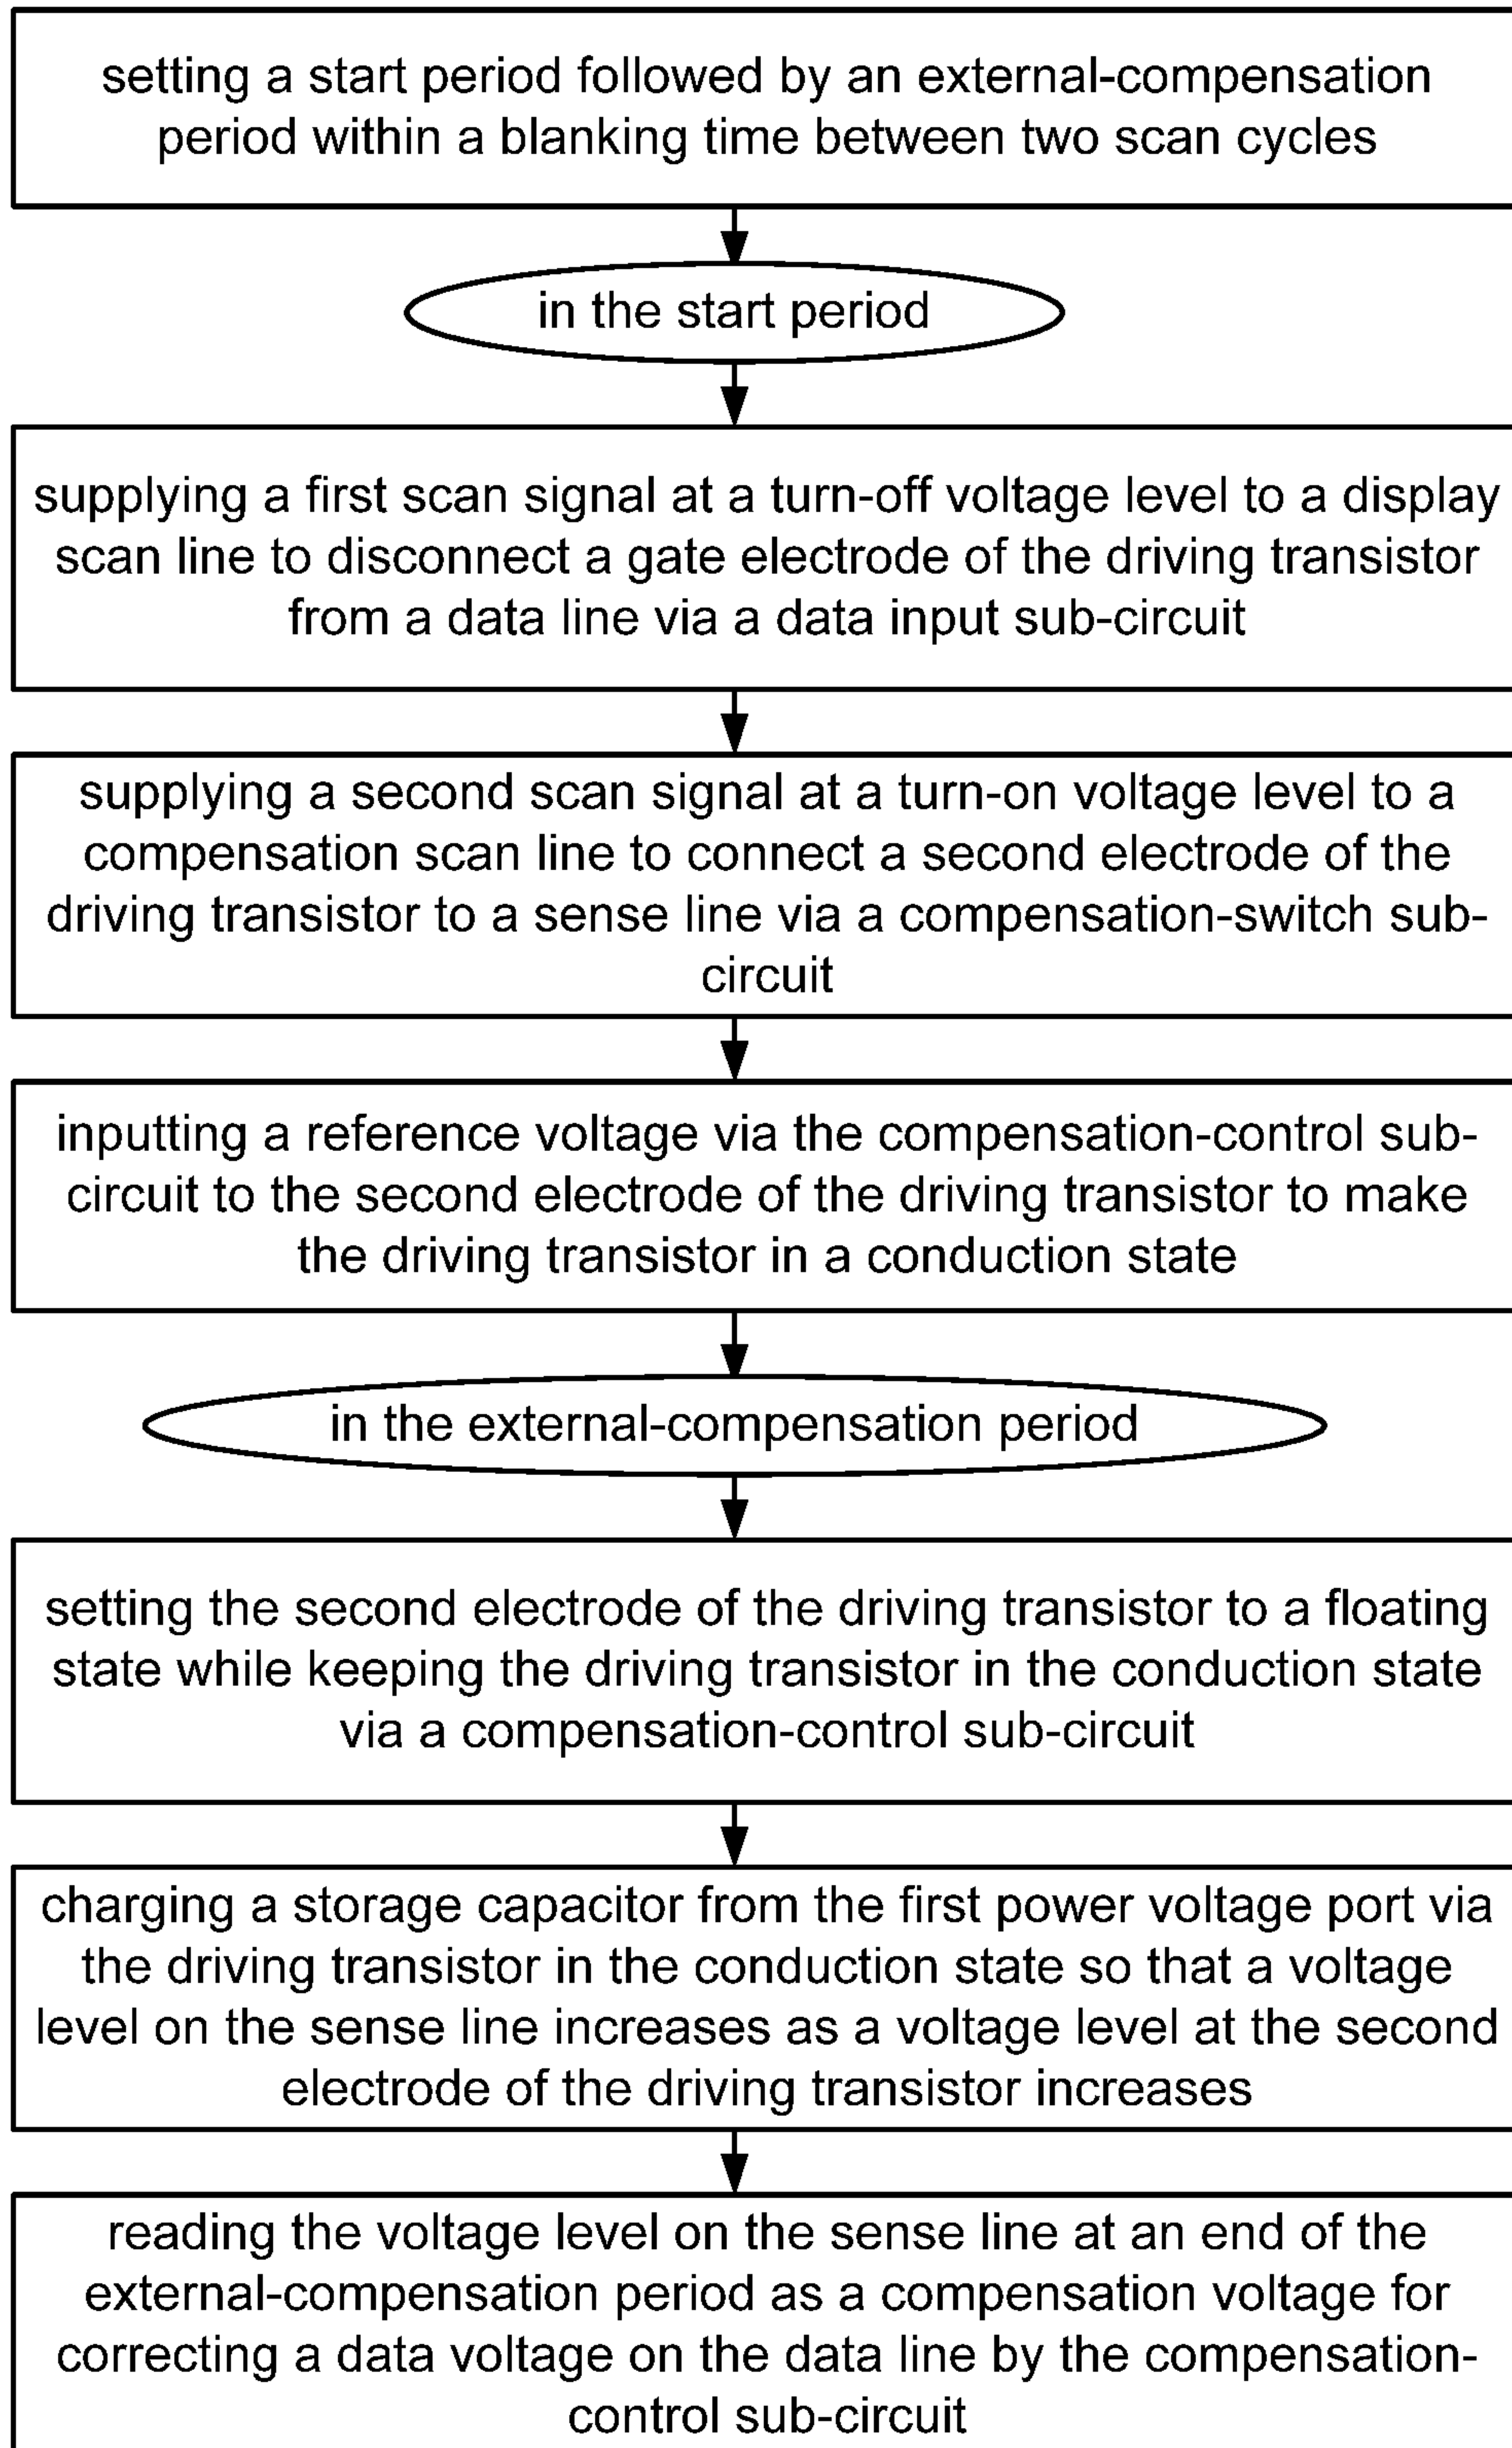 setting a start period followed by an external-compensation
period within a blanking time between two scan cycles
in the start period
supplying a first scan signal at a turn-off voltage level to a display
scan line to disconnect a gate electrode of the driving transistor
from a data line via a data input sub-circuit
supplying a second scan signal at a turn-on voltage level to a
compensation scan line to connect a second electrode of the
driving transistor to a sense line via a compensation-switch sub-
circuit
inputting a reference voltage via the compensation-control sub-
circuit to the second electrode of the driving transistor to make
the driving transistor in a conduction state
in the external-compensation period
setting the second electrode of the driving transistor to a floating
state while keeping the driving transistor in the conduction state
via a compensation-control sub-circuit
charging a storage capacitor from the first power voltage port via
the driving transistor in the conduction state so that a voltage
level on the sense line increases as a voltage level at the second
electrode of the driving transistor increases
reading the voltage level on the sense line at an end of the
external-compensation period as a compensation voltage for
correcting a data voltage on the data line by the compensation-
control sub-circuit